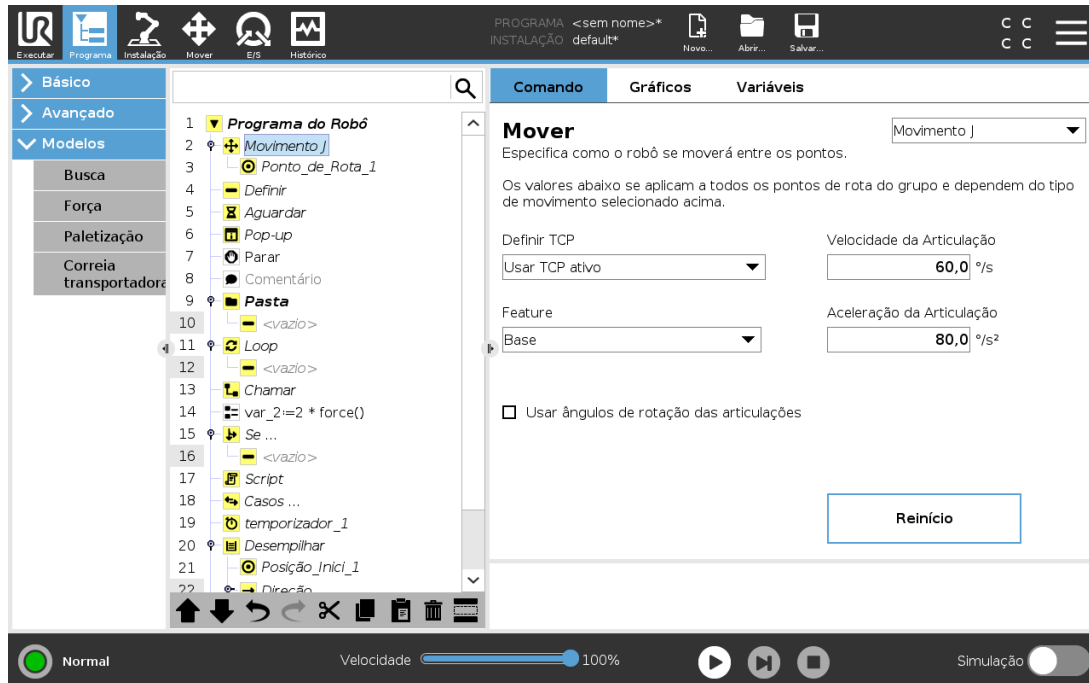 UR
PROGRAMA <sem nome>*
INSTALAÇÃO default*
C C
C C
Executar Programa Instalação Mover E/S Histórico
Novo... Abrir... Salvar...
Básico
Avançado
Modelos
Busca
Força
Paletização
Correia
transportadora
1 Programa do Robô
2 Movimento J
3 Ponto_de_Rota_1
4 Definir
5 Aguardar
6 Pop-up
7 Parar
8 Comentário
9 Pasta
10 <vazio>
11 Loop
12 <vazio>
13 Chamar
14 var_2:=2 * force()
15 Se ...
16 <vazio>
17 Script
18 Casos ...
19 temporizador_1
20 Desempilhar
21 Posição_Inici_1
22 Direção
Comando Gráficos Variáveis
Mover
Movimento J
Especifica como o robô se moverá entre os pontos.
Os valores abaixo se aplicam a todos os pontos de rota do grupo e dependem do tipo
de movimento selecionado acima.
Definir TCP Velocidade da Articulação
Usar TCP ativo 60,0 °/s
Feature Aceleração da Articulação
Base 80,0 °/s²
Usar ângulos de rotação das articulações
Reinício
Normal
Velocidade 100%
Simulação